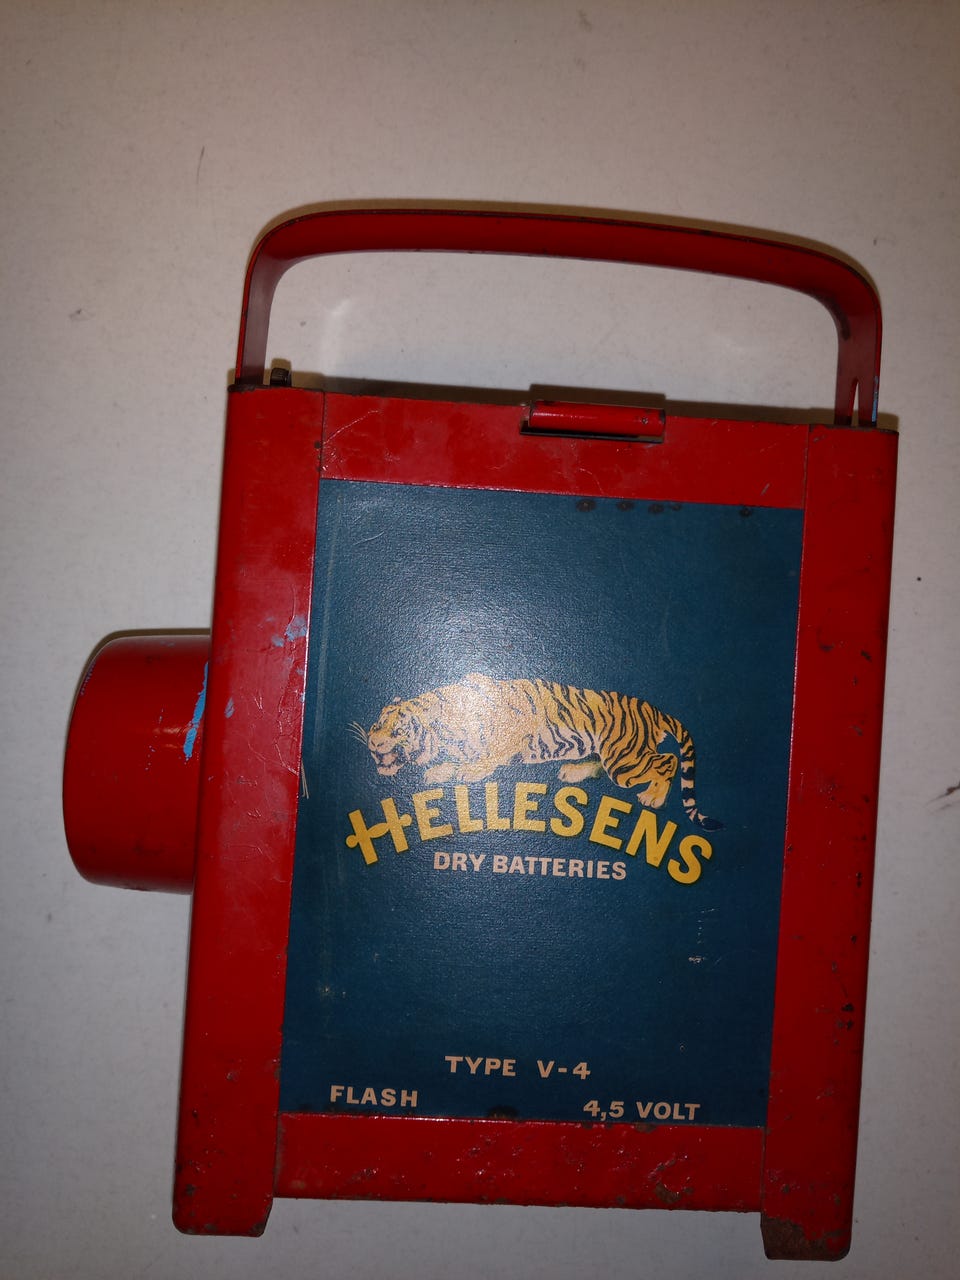 HELLESENS
DRY BATTERIES
TYPE V-4
FLASH 4,5 VOLT